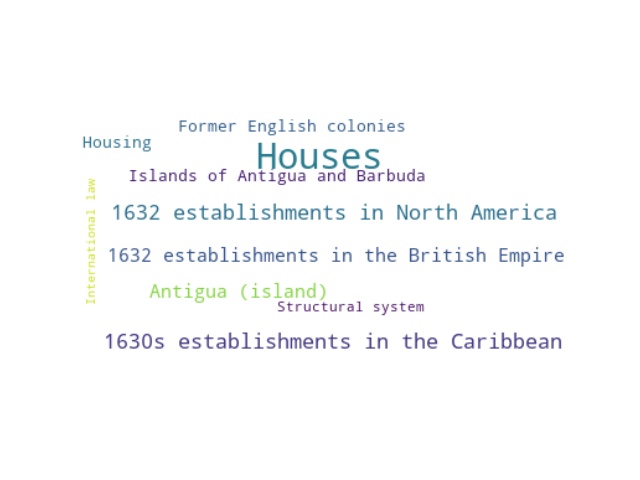 Former English colonies
Housing
Houses
Islands of Antigua and Barbuda
International law
1632 establishments in North America
1632 establishments in the British Empire
Antigua (island)
Structural system
1630s establishments in the Caribbean